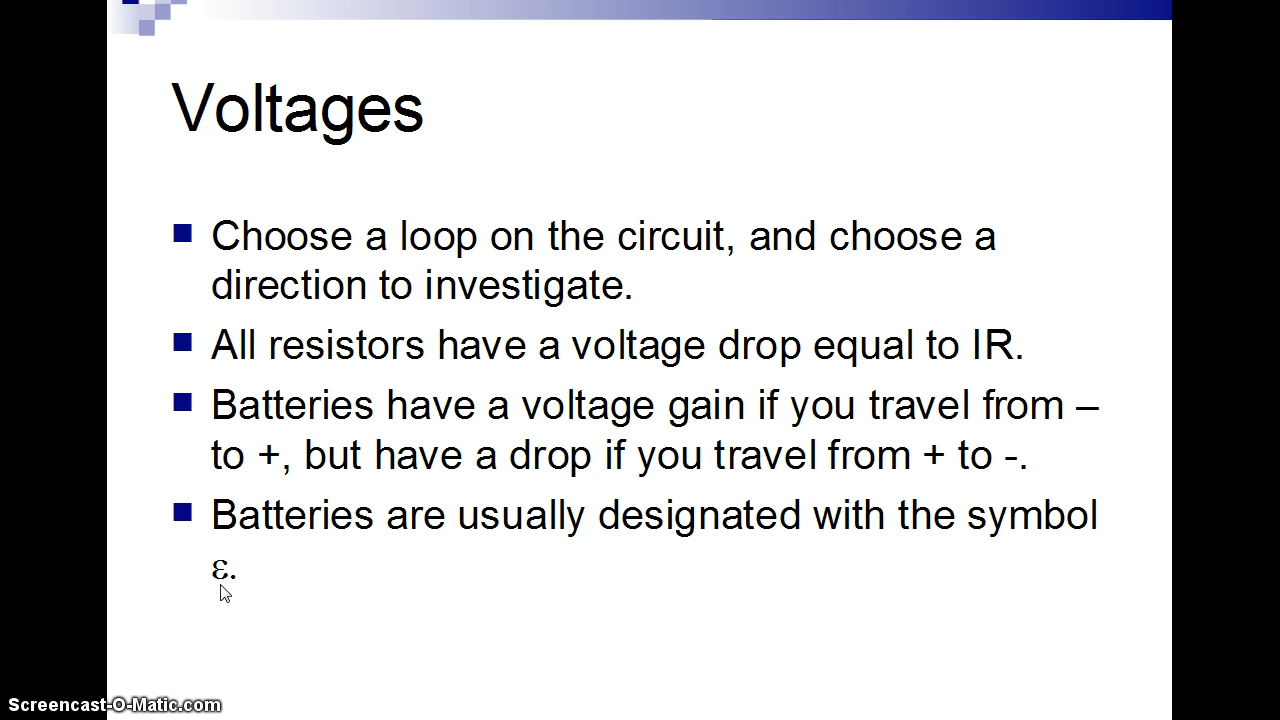 Voltages
Choose a loop on the circuit, and choose a
direction to investigate.
All resistors have a voltage drop equal to IR.
Batteries have a voltage gain if you travel from –
to +, but have a drop if you travel from + to -.
Batteries are usually designated with the symbol
ε.
Screencast-O-Matic.com